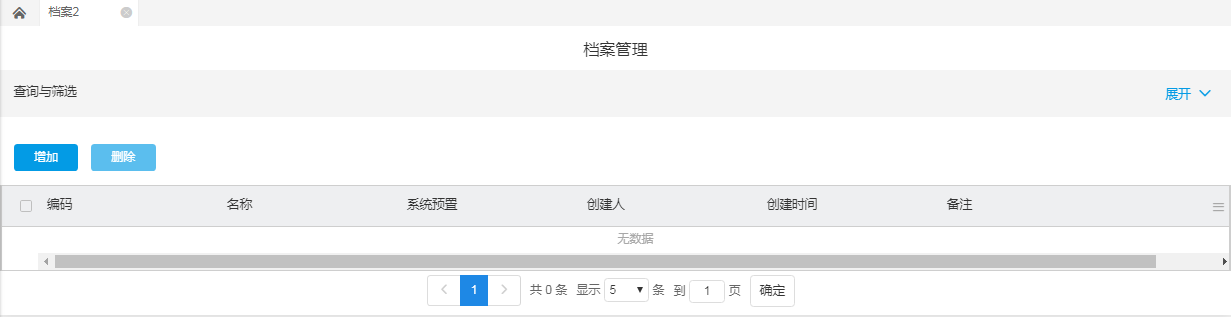 档案2
档案管理
查询与筛选 展开
增加 删除
编码 名称 系统预置 创建人 创建时间 备注
无数据
1 共 0 条 显示 5 条 到 1 页 确定